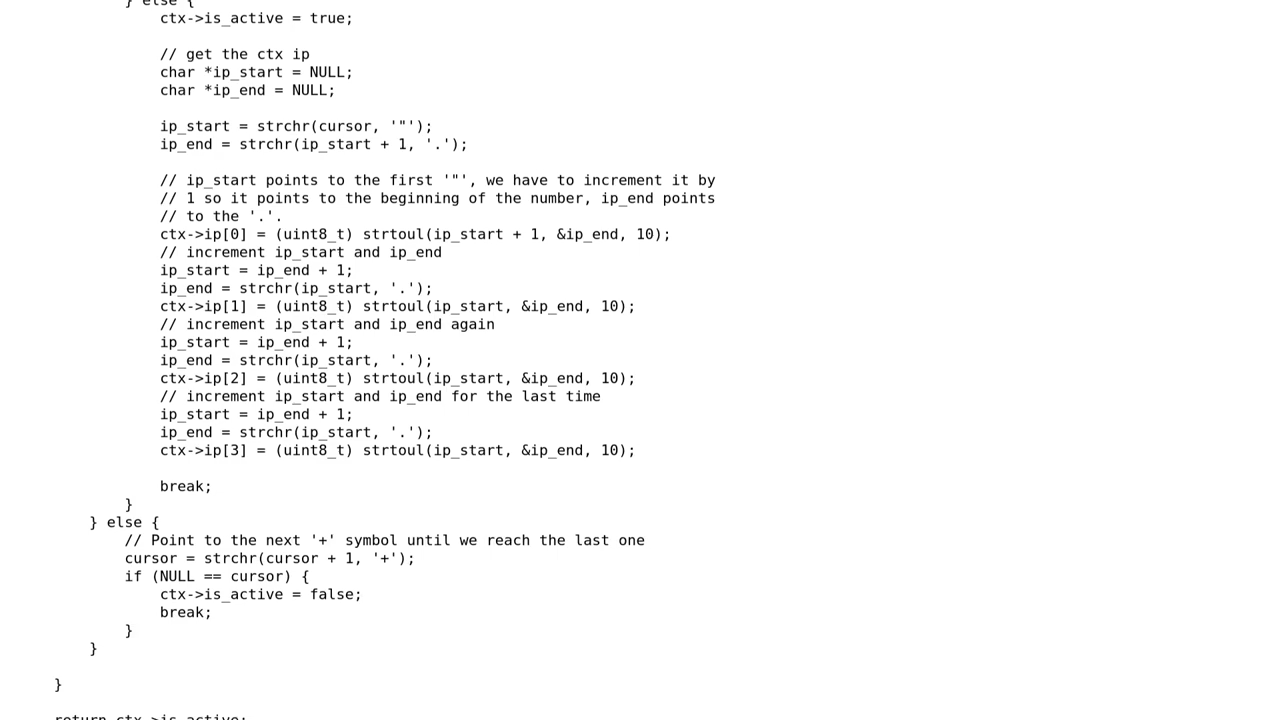 } else {
ctx->is_active = true;
// get the ctx ip
char *ip_start = NULL;
char *ip_end = NULL;
ip_start = strchr(cursor, '"');
ip_end = strchr(ip_start + 1, '.');
// ip_start points to the first '"', we have to increment it by
// 1 so it points to the beginning of the number, ip_end points
// to the '.'.
ctx->ip[0] = (uint8_t) strtoul(ip_start + 1, &ip_end, 10);
// increment ip_start and ip_end
ip_start = ip_end + 1;
ip_end = strchr(ip_start, '.');
ctx->ip[1] = (uint8_t) strtoul(ip_start, &ip_end, 10);
// increment ip_start and ip_end again
ip_start = ip_end + 1;
ip_end = strchr(ip_start, '.');
ctx->ip[2] = (uint8_t) strtoul(ip_start, &ip_end, 10);
// increment ip_start and ip_end for the last time
ip_start = ip_end + 1;
ip_end = strchr(ip_start, '.');
ctx->ip[3] = (uint8_t) strtoul(ip_start, &ip_end, 10);
break;
}
} else {
// Point to the next '+' symbol until we reach the last one
cursor = strchr(cursor + 1, '+');
if (NULL == cursor) {
ctx->is_active = false;
break;
}
}
}
return ctx->is_active;